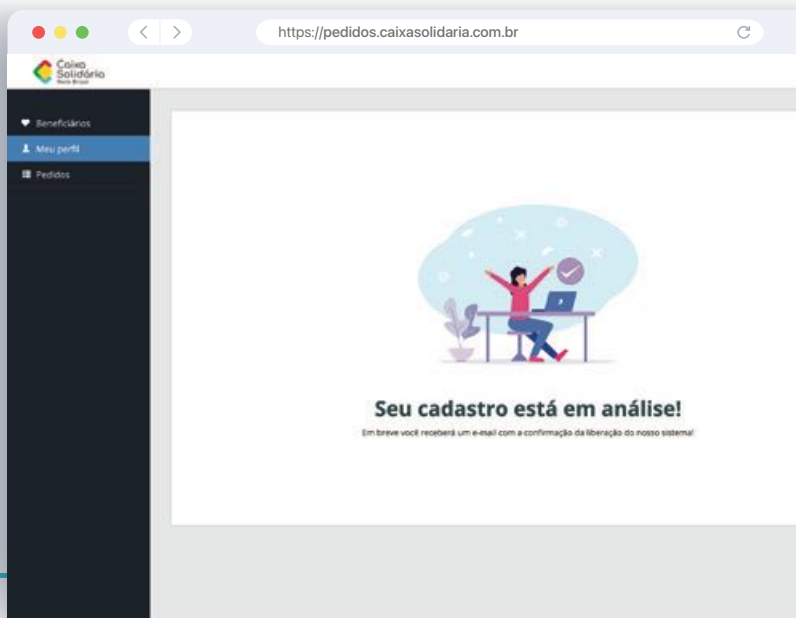 https://pedidos.caixasolidaria.com.br
Caixa
Solidária
Beneficiários
Meu perfil
Pedidos
Seu cadastro está em análise!
Em breve você receberá um e-mail com a confirmação da liberação do nosso sistema!